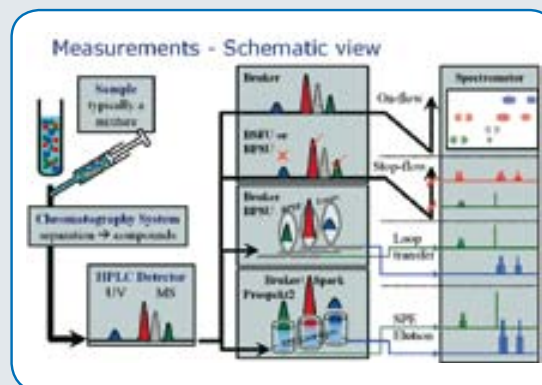 Measurements - Schematic view
Sample
typically a
mixture
Chromatography System
separation → compounds
HPLC Detector
UV MS
Bruker
BSFU or
BPSU
Bruker
BPSU
Bruker/Spark
Prospekt2
On-flow
Stop-flow
Loop
transfer
SPE
Elution
Spectrometer